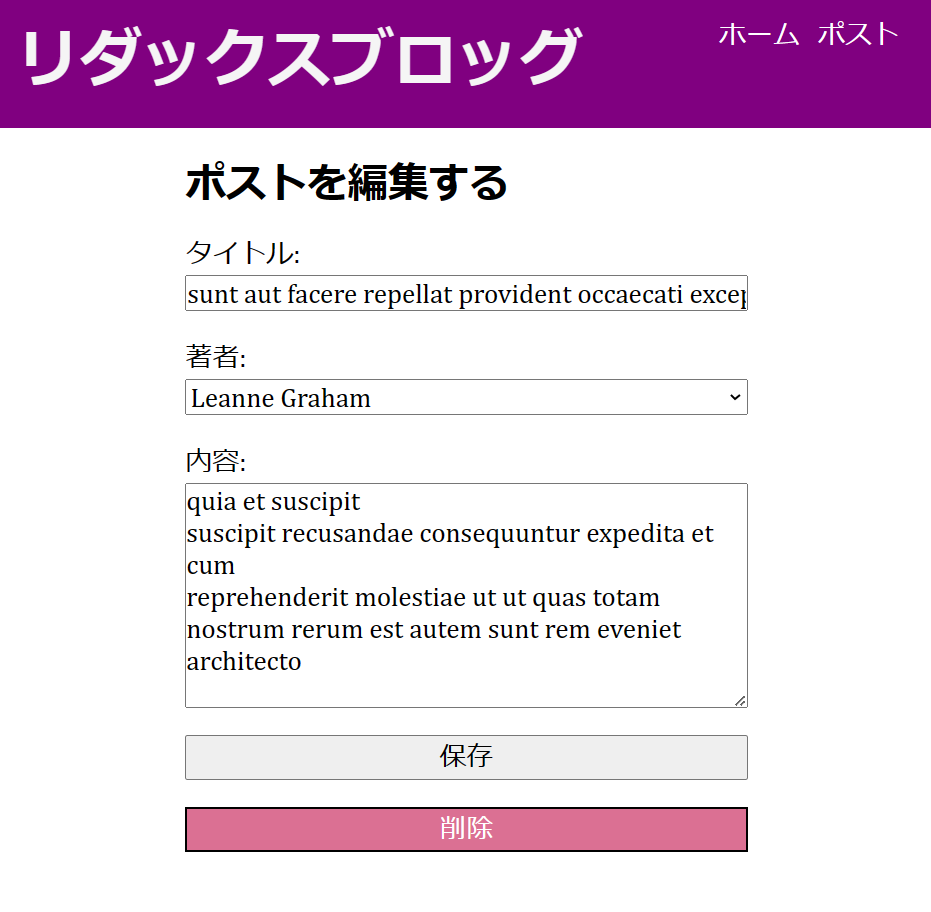 リダックスブロッグ
ホーム ポスト
ポストを編集する
タイトル:
sunt aut facere repellat provident occaecati excep
著者:
Leanne Graham
内容:
quia et suscipit
suscipit recusandae consequuntur expedita et
cum
reprehenderit molestiae ut ut quas totam
nostrum rerum est autem sunt rem eveniet
architecto
保存
削除